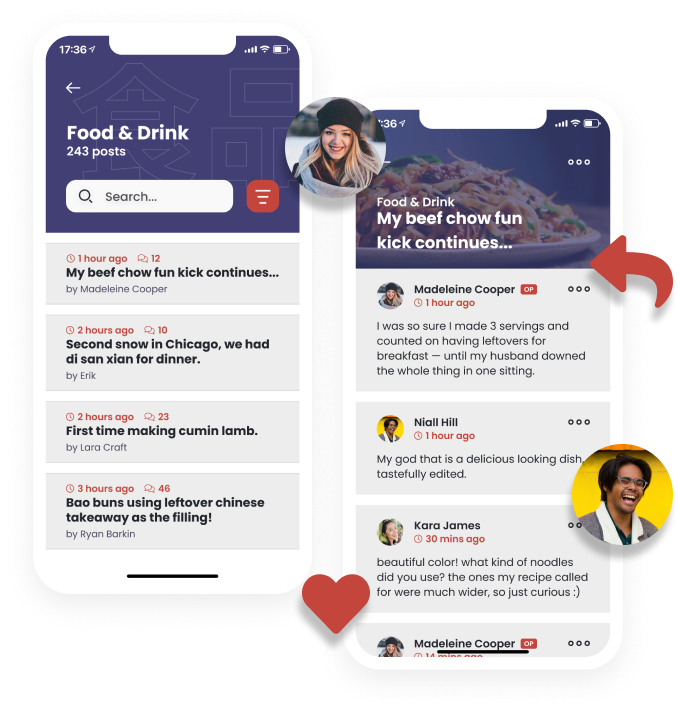 17:36
食品
Food & Drink
243 posts
Search...
1 hour ago 12
My beef chow fun kick continues...
by Madeleine Cooper
2 hours ago 10
Second snow in Chicago, we had
di san xian for dinner.
by Erik
2 hours ago 23
First time making cumin lamb.
by Lara Craft
3 hours ago 46
Bao buns using leftover chinese
takeaway as the filling!
by Ryan Barkin
:36
Food & Drink
My beef chow fun
kick continues...
Madeleine Cooper OP
1 hour ago
I was so sure I made 3 servings and
counted on having leftovers for
breakfast — until my husband downed
the whole thing in one sitting.
Niall Hill
1 hour ago
My god that is a delicious looking dish,
tastefully edited.
Kara James
30 mins ago
beautiful color! what kind of noodles
did you use? the ones my recipe called
for were much wider, so just curious :)
Madeleine Cooper OP
14 mins ago